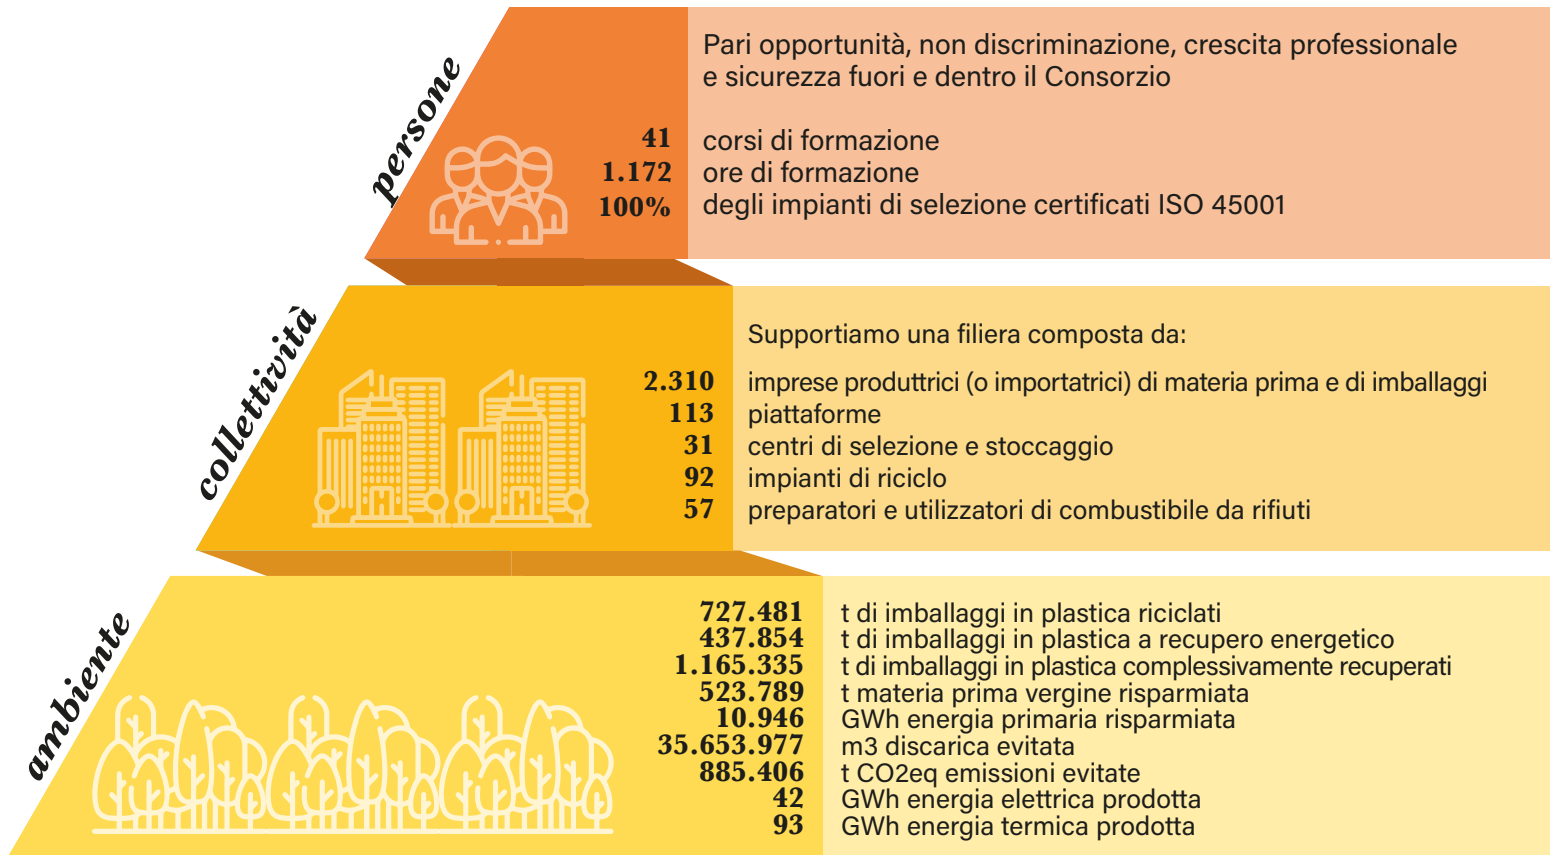 persone
Pari opportunità, non discriminazione, crescita professionale
e sicurezza fuori e dentro il Consorzio
41 corsi di formazione
1.172 ore di formazione
100% degli impianti di selezione certificati ISO 45001
collettività
Supportiamo una filiera composta da:
2.310 imprese produttrici (o importatrici) di materia prima e di imballaggi
113 piattaforme
31 centri di selezione e stoccaggio
92 impianti di riciclo
57 preparatori e utilizzatori di combustibile da rifiuti
ambiente
727.481 t di imballaggi in plastica riciclati
437.854 t di imballaggi in plastica a recupero energetico
1.165.335 t di imballaggi in plastica complessivamente recuperati
523.789 t materia prima vergine risparmiata
10.946 GWh energia primaria risparmiata
35.653.977 m3 discarica evitata
885.406 t CO2eq emissioni evitate
42 GWh energia elettrica prodotta
93 GWh energia termica prodotta